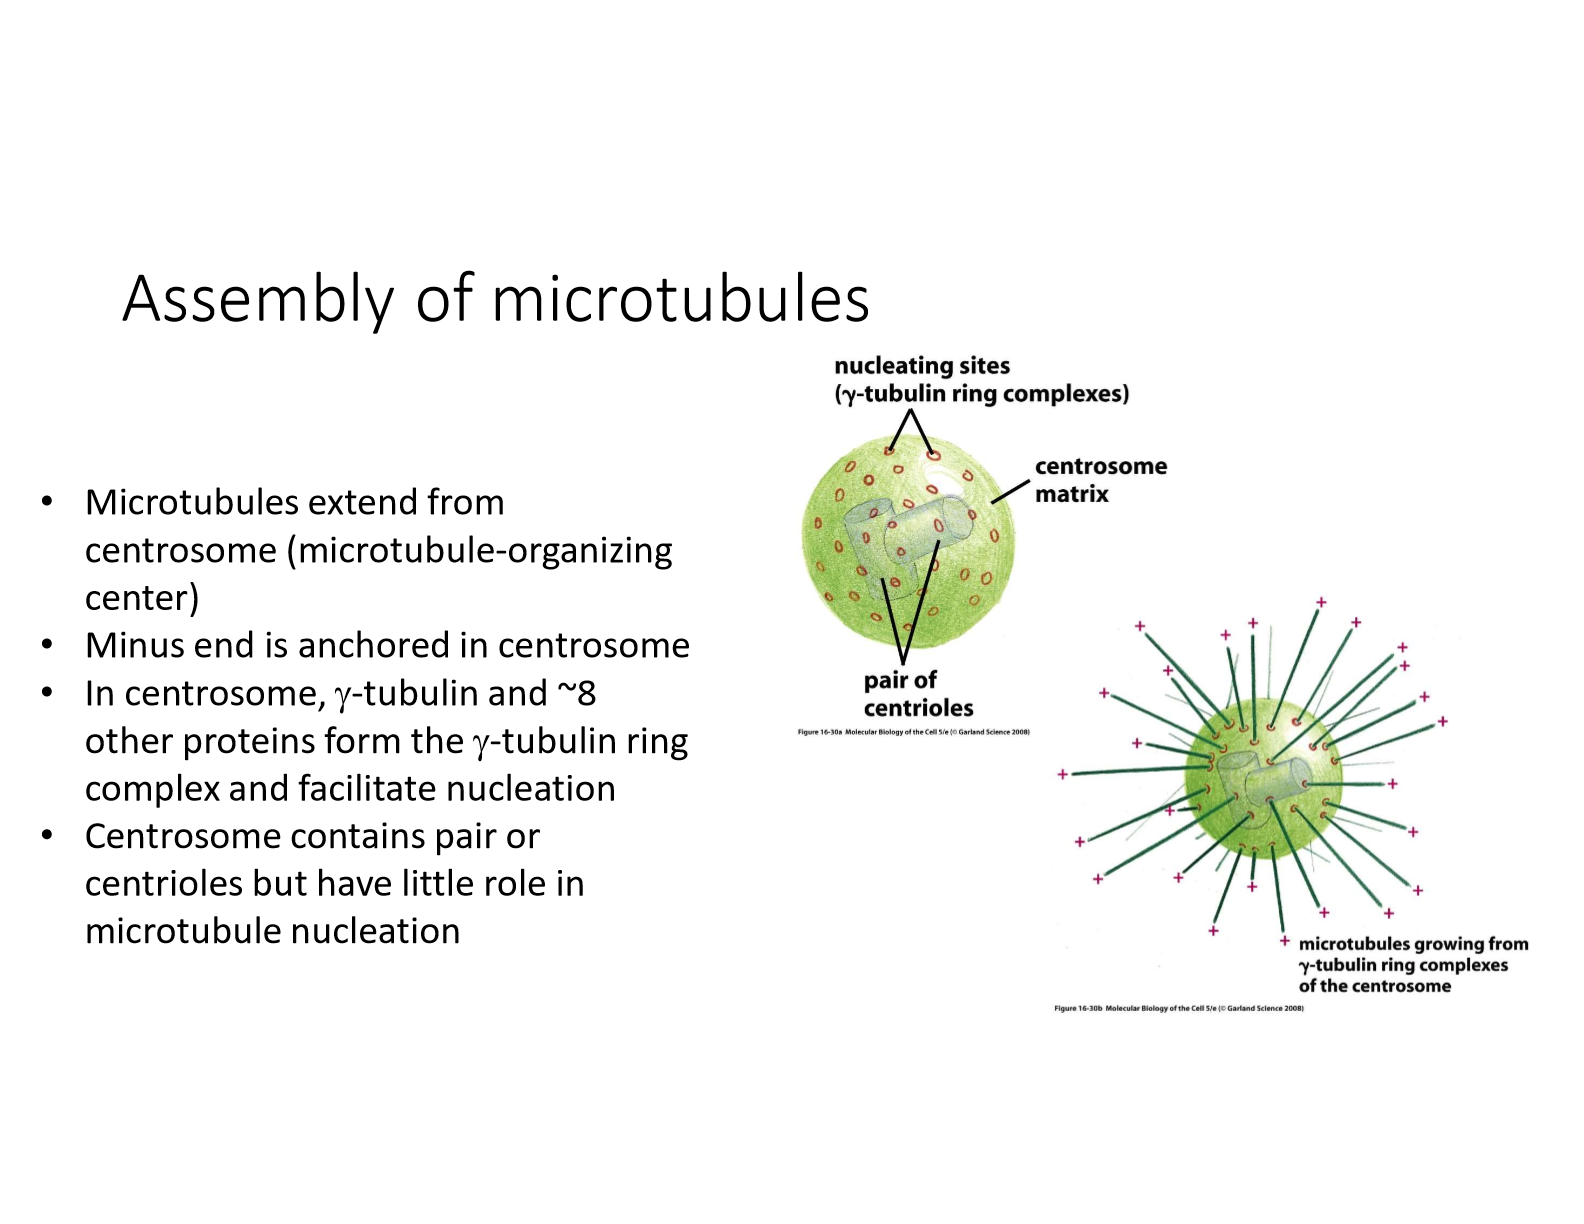 Assembly of microtubules
• Microtubules extend from
centrosome (microtubule-organizing
center)
• Minus end is anchored in centrosome
• In centrosome, γ-tubulin and ~8
other proteins form the γ-tubulin ring
complex and facilitate nucleation
• Centrosome contains pair or
centrioles but have little role in
microtubule nucleation
nucleating sites
(γ-tubulin ring complexes)
centrosome
matrix
pair of
centrioles
Figure 16-30a Molecular Biology of the Cell 5/e (© Garland Science 2008)
microtubules growing from
γ-tubulin ring complexes
of the centrosome
Figure 16-30b Molecular Biology of the Cell 5/e (© Garland Science 2008)